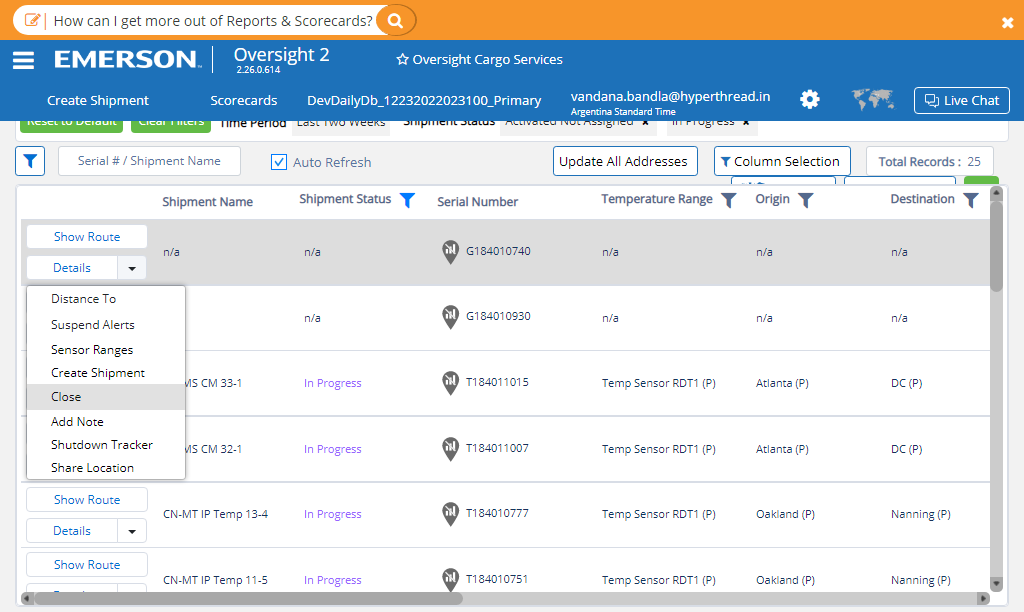 How can I get more out of Reports & Scorecards?
EMERSON Oversight 2
2.26.0.614
Oversight Cargo Services
Create Shipment Scorecards DevDailyDb_12232022023100_Primary vandana.bandla@hyperthread.in Live Chat
Argentina Standard Time
Reset to Default Clear Filters Time Period Last Two Weeks Shipment Status Activated Not Assigned In Progress
Serial # / Shipment Name Auto Refresh Update All Addresses Column Selection Total Records : 25
Shipment Name Shipment Status Serial Number Temperature Range Origin Destination
Show Route
n/a n/a G184010740 n/a n/a n/a
Details
Distance To
Suspend Alerts
n/a G184010930 n/a n/a n/a
Sensor Ranges
Create Shipment
MS CM 33-1 In Progress T184011015 Temp Sensor RDT1 (P) Atlanta (P) DC (P)
Close
Add Note
Shutdown Tracker
MS CM 32-1 In Progress T184011007 Temp Sensor RDT1 (P) Atlanta (P) DC (P)
Share Location
Show Route
CN-MT IP Temp 13-4 In Progress T184010777 Temp Sensor RDT1 (P) Oakland (P) Nanning (P)
Details
Show Route
CN-MT IP Temp 11-5 In Progress T184010751 Temp Sensor RDT1 (P) Oakland (P) Nanning (P)